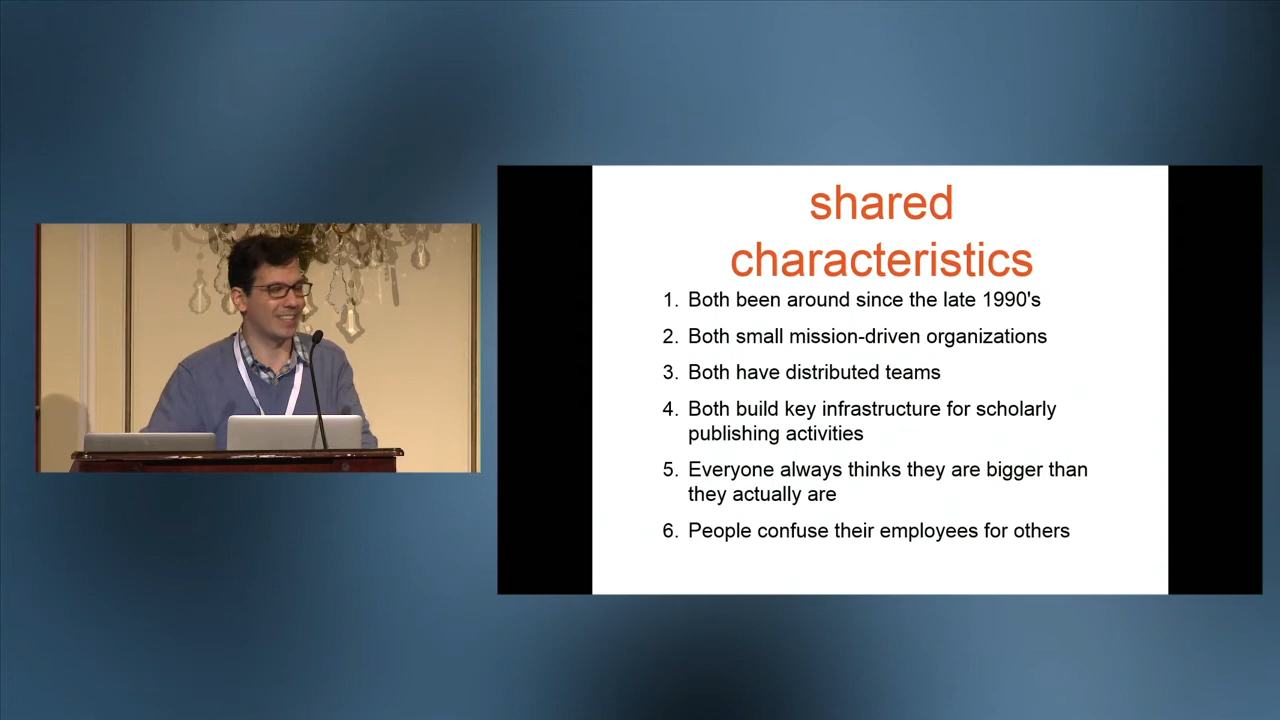 shared
characteristics
1. Both been around since the late 1990's
2. Both small mission-driven organizations
3. Both have distributed teams
4. Both build key infrastructure for scholarly
publishing activities
5. Everyone always thinks they are bigger than
they actually are
6. People confuse their employees for others